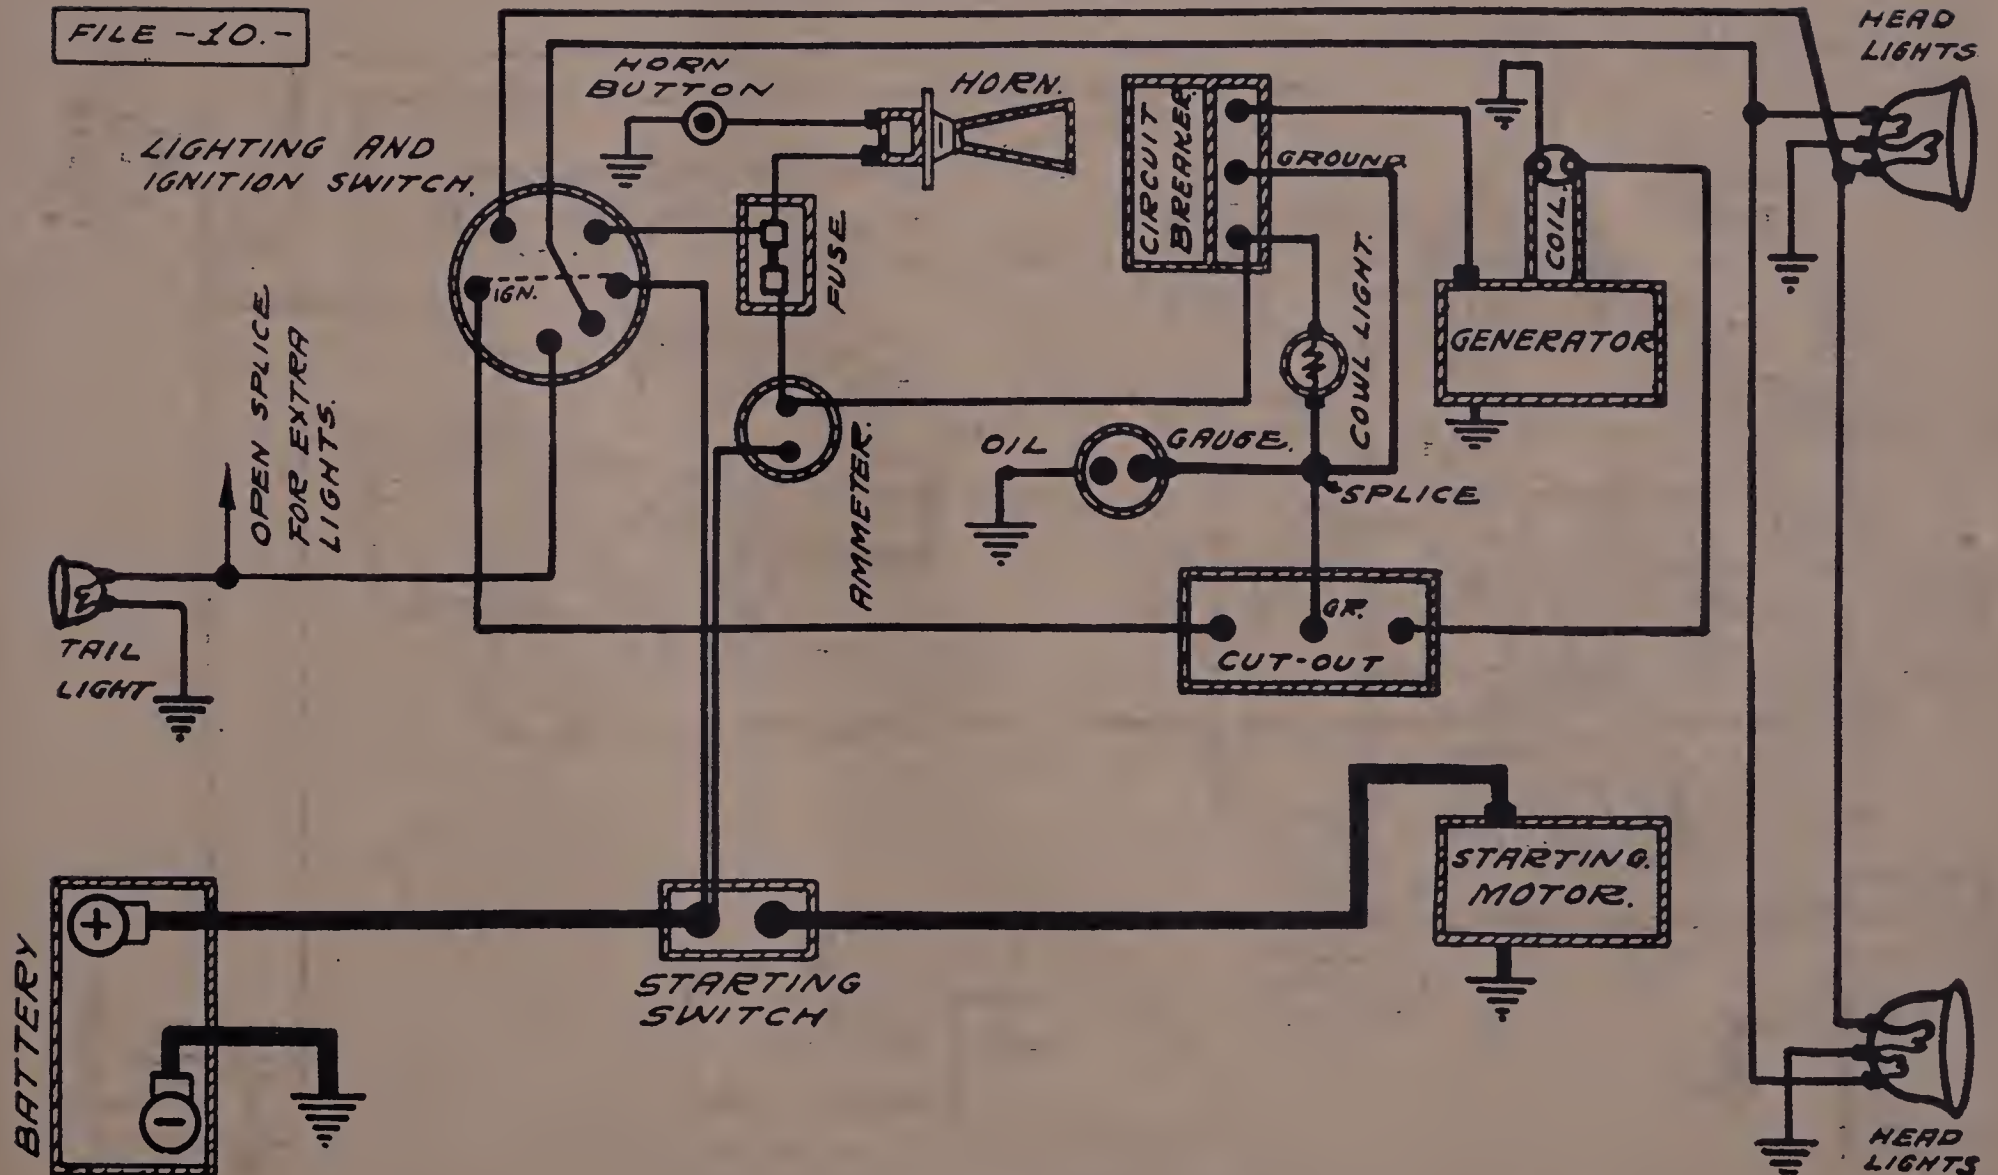 FILE -10.-
HEAD
LIGHTS
HORN
BUTTON
HORN.
LIGHTING AND
IGNITION SWITCH.
CIRCUIT
BREAKER.
GROUND.
COIL.
FUSE
IGN.
COWL LIGHT.
GENERATOR
OPEN SPLICE
FOR EXTRA
LIGHTS.
AMMETER.
OIL
GAUGE.
SPLICE
TAIL
LIGHT
GR.
CUT-OUT
BATTERY
+
-
STARTING
SWITCH
STARTING.
MOTOR.
HEAD
LIGHTS